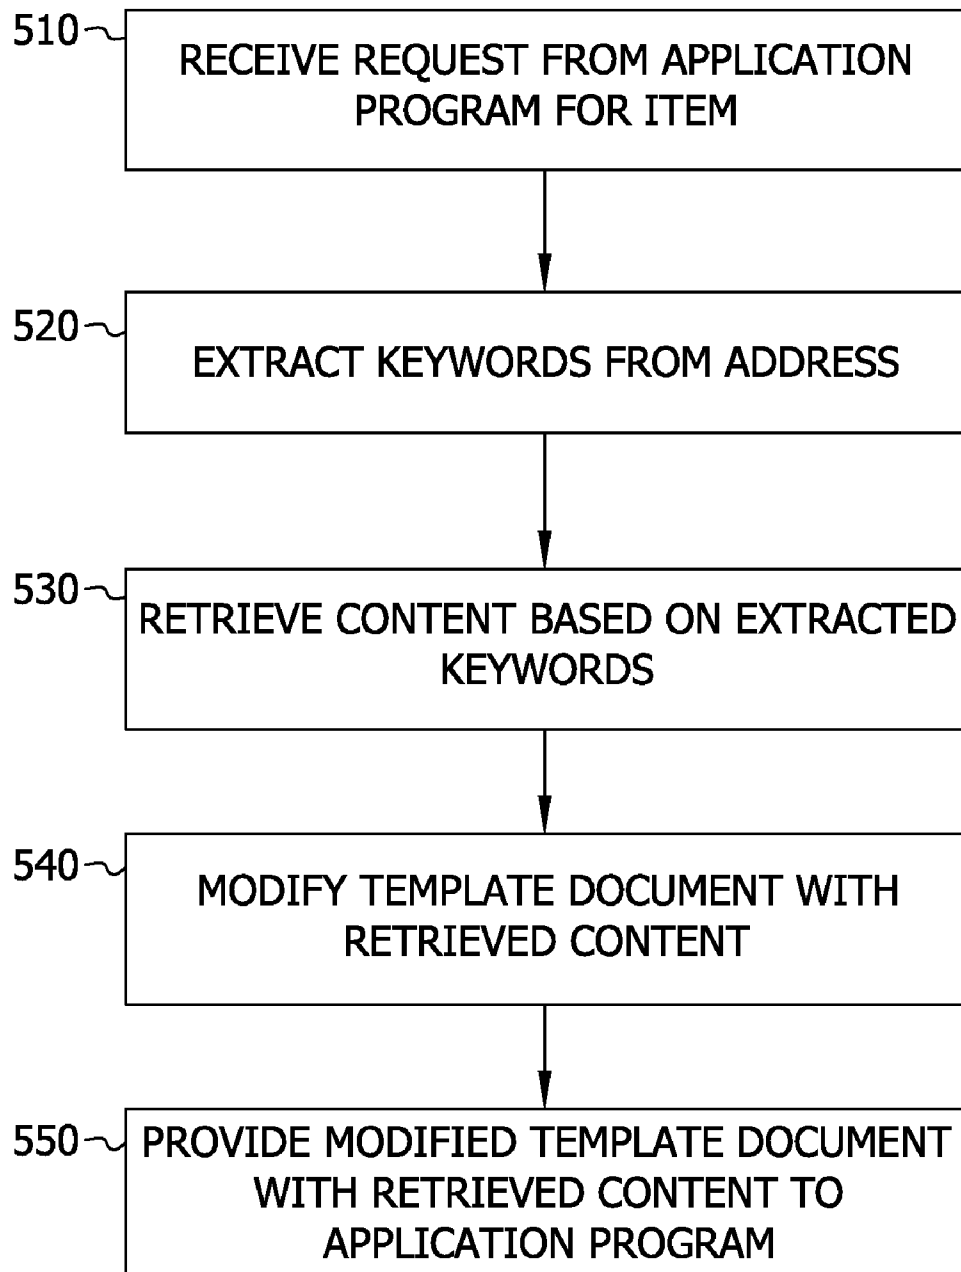 510
RECEIVE REQUEST FROM APPLICATION
PROGRAM FOR ITEM
520
EXTRACT KEYWORDS FROM ADDRESS
530
RETRIEVE CONTENT BASED ON EXTRACTED
KEYWORDS
540
MODIFY TEMPLATE DOCUMENT WITH
RETRIEVED CONTENT
550
PROVIDE MODIFIED TEMPLATE DOCUMENT
WITH RETRIEVED CONTENT TO
APPLICATION PROGRAM